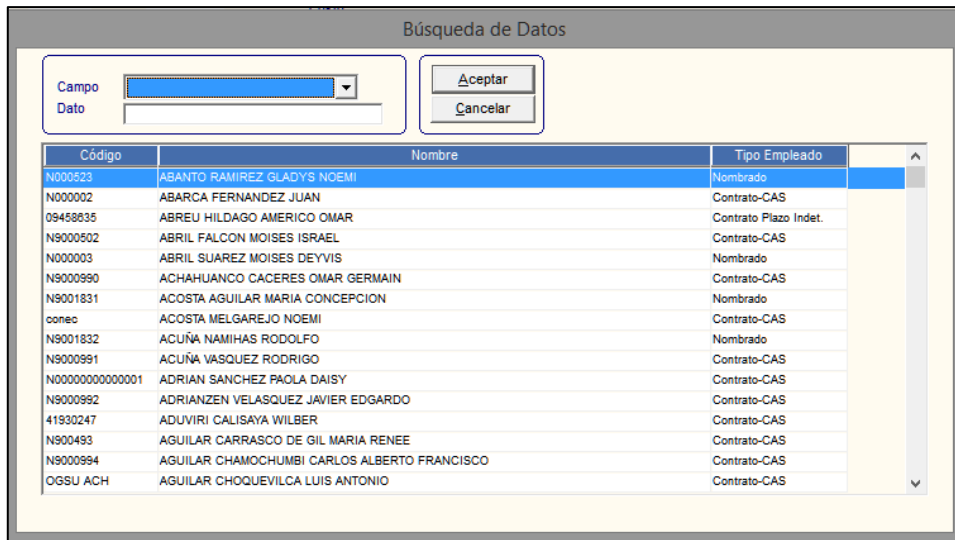 Búsqueda de Datos
Campo
Dato
Aceptar
Cancelar
Código Nombre Tipo Empleado
N000523 ABANTO RAMIREZ GLADYS NOEMI Nombrado
N000002 ABARCA FERNANDEZ JUAN Contrato-CAS
09458635 ABREU HILDAGO AMERICO OMAR Contrato Plazo Indet.
N9000502 ABRIL FALCON MOISES ISRAEL Contrato-CAS
N000003 ABRIL SUAREZ MOISES DEYVIS Nombrado
N9000990 ACHAHUANCO CACERES OMAR GERMAIN Contrato-CAS
N9001831 ACOSTA AGUILAR MARIA CONCEPCION Nombrado
conec ACOSTA MELGAREJO NOEMI Contrato-CAS
N9001832 ACUÑA NAMIHAS RODOLFO Nombrado
N9000991 ACUÑA VASQUEZ RODRIGO Contrato-CAS
N00000000000001 ADRIAN SANCHEZ PAOLA DAISY Contrato-CAS
N9000992 ADRIANZEN VELASQUEZ JAVIER EDGARDO Contrato-CAS
41930247 ADUVIRI CALISAYA WILBER Contrato-CAS
N900493 AGUILAR CARRASCO DE GIL MARIA RENEE Contrato-CAS
N9000994 AGUILAR CHAMOCHUMBI CARLOS ALBERTO FRANCISCO Contrato-CAS
OGSU ACH AGUILAR CHOQUEVILCA LUIS ANTONIO Contrato-CAS